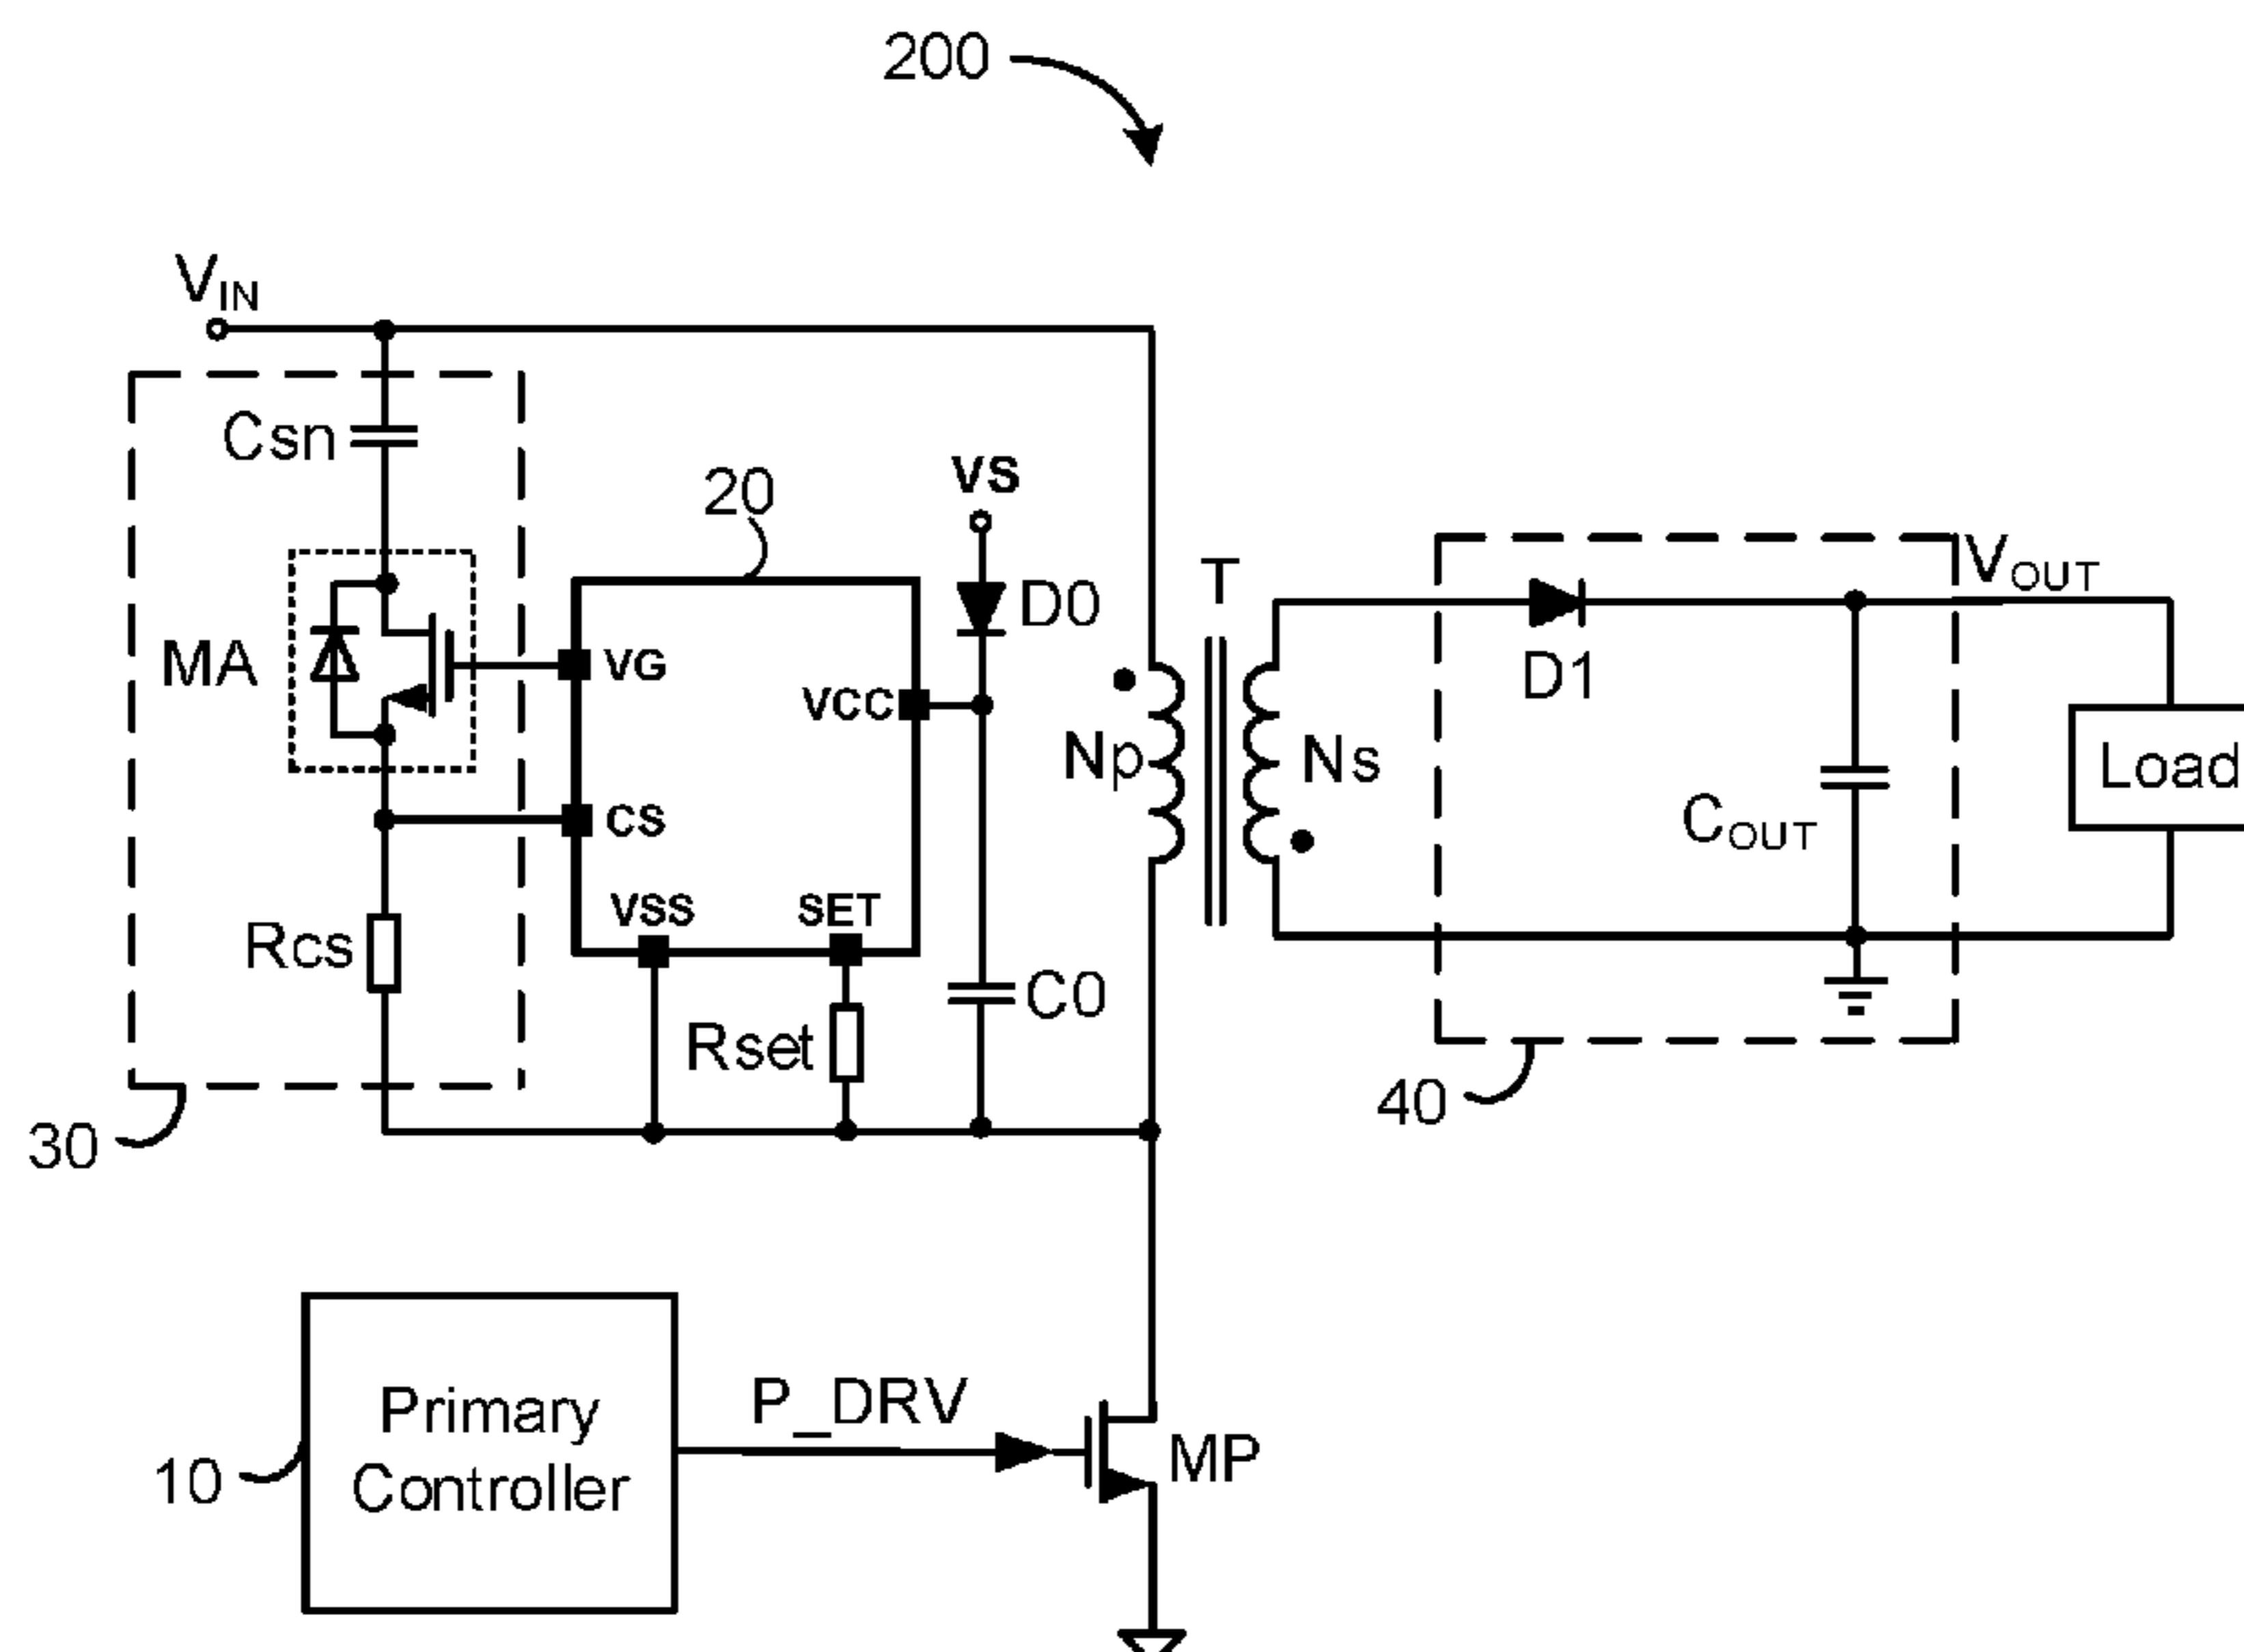 200
VIN
Csn
20
VS
D0
T
VOUT
MA
VG
VCC
D1
Np
Ns
Load
CS
COUT
VSS
SET
Rcs
C0
Rset
40
30
P_DRV
Primary
Controller
MP
10